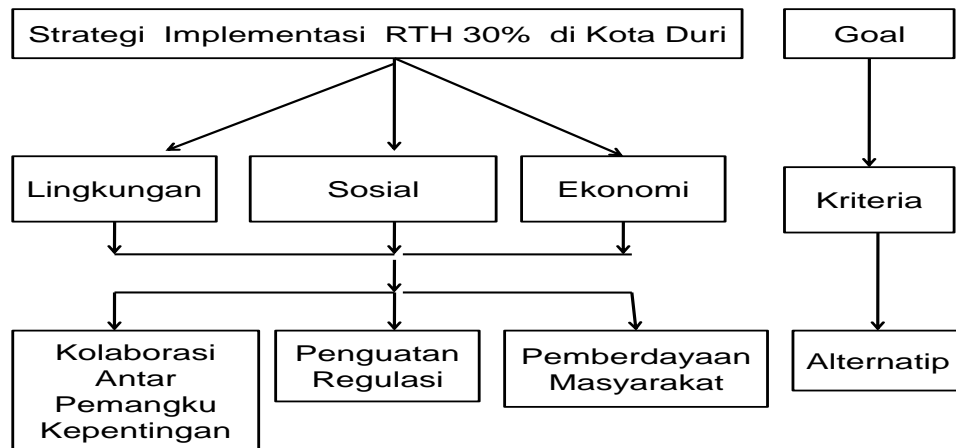 Strategi Implementasi RTH 30% di Kota Duri
Goal
Lingkungan
Sosial
Ekonomi
Kriteria
Kolaborasi
Antar
Pemangku
Kepentingan
Penguatan
Regulasi
Pemberdayaan
Masyarakat
Alternatip